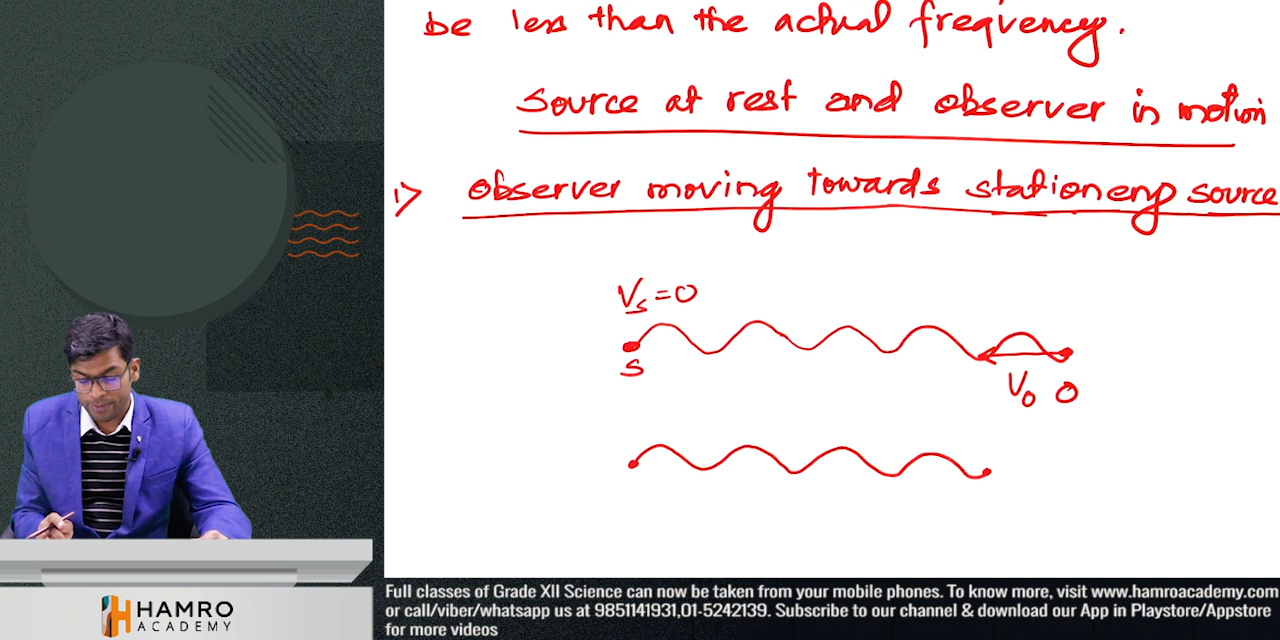 be less than the actual frequency.
Source at rest and observer in motion
1> observer moving towards stationery source
Vs=0
S
Vo O
HAMRO
ACADEMY
Full classes of Grade XII Science can now be taken from your mobile phones. To know more, visit www.hamroacademy.com
or call/viber/whatsapp us at 9851141931,01-5242139. Subscribe to our channel & download our App in Playstore/Appstore
for more videos